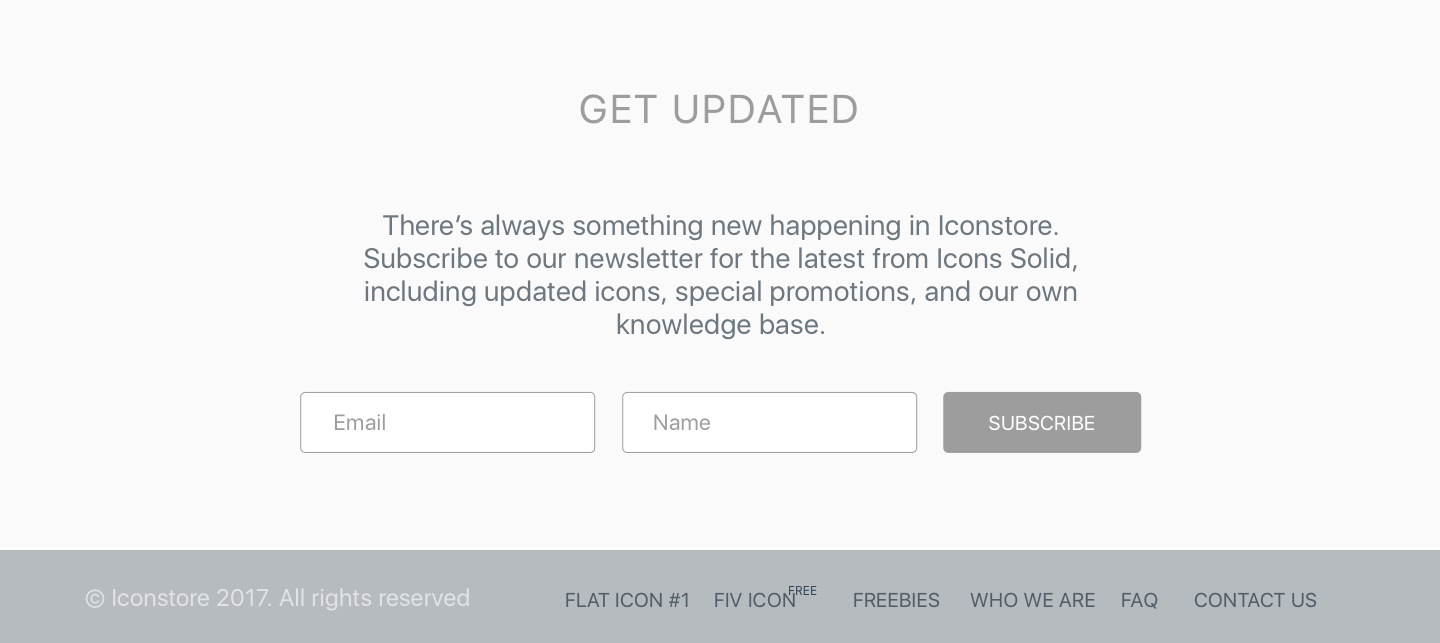 GET UPDATED
There’s always something new happening in Iconstore.
Subscribe to our newsletter for the latest from Icons Solid,
including updated icons, special promotions, and our own
knowledge base.
Email Name SUBSCRIBE
© Iconstore 2017. All rights reserved FLAT ICON #1 FIV ICON FREE FREEBIES WHO WE ARE FAQ CONTACT US